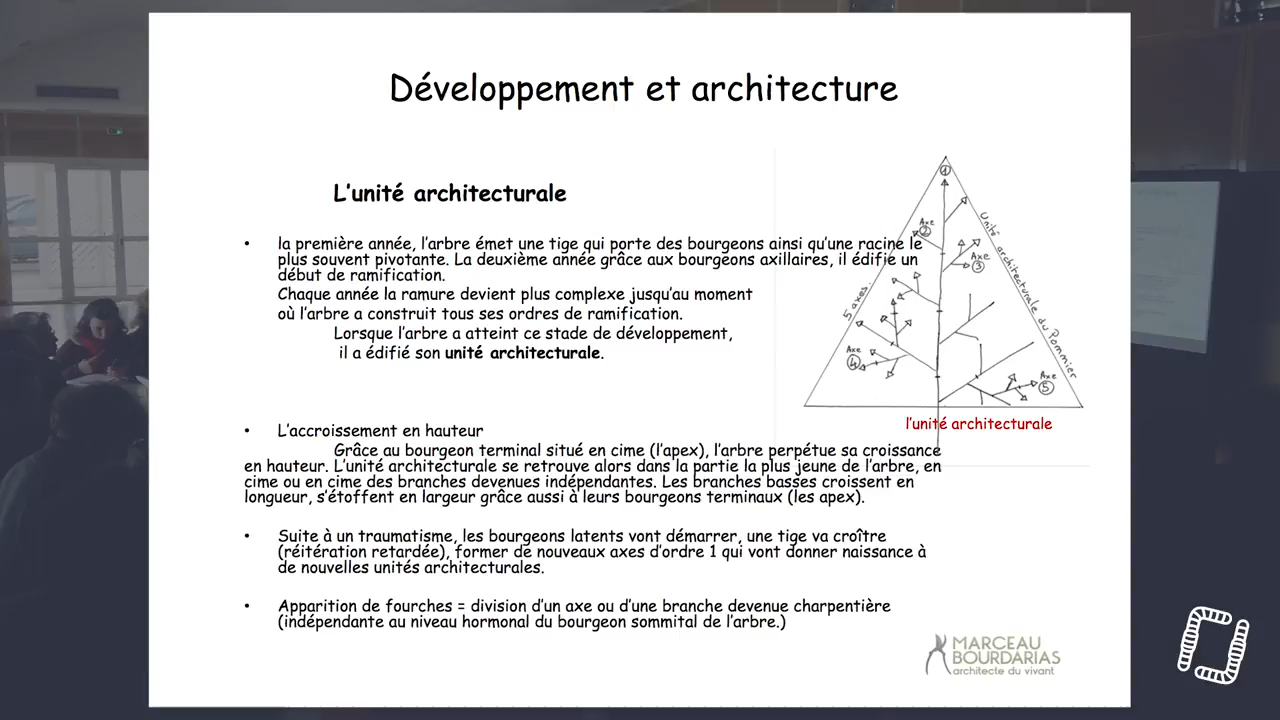 Développement et architecture
L'unité architecturale
• la première année, l'arbre émet une tige qui porte des bourgeons ainsi qu'une racine le
plus souvent pivotante. La deuxième année grâce aux bourgeons axillaires, il édifie un
début de ramification.
Chaque année la ramure devient plus complexe jusqu'au moment
où l'arbre a construit tous ses ordres de ramification.
Lorsque l'arbre a atteint ce stade de développement,
il a édifié son unité architecturale.
1
Axe
2
Axe
3
5 axes.
Unité architecturale du Pommier
Axe
4
Axe
5
l'unité architecturale
• L'accroissement en hauteur
Grâce au bourgeon terminal situé en cime (l'apex), l'arbre perpétue sa croissance
en hauteur. L'unité architecturale se retrouve alors dans la partie la plus jeune de l'arbre, en
cime ou en cime des branches devenues indépendantes. Les branches basses croissent en
longueur, s'étoffent en largeur grâce aussi à leurs bourgeons terminaux (les apex).
• Suite à un traumatisme, les bourgeons latents vont démarrer, une tige va croître
(réitération retardée), former de nouveaux axes d'ordre 1 qui vont donner naissance à
de nouvelles unités architecturales.
• Apparition de fourches = division d'un axe ou d'une branche devenue charpentière
(indépendante au niveau hormonal du bourgeon sommital de l'arbre.)
MARCEAU
BOURDARIAS
architecte du vivant